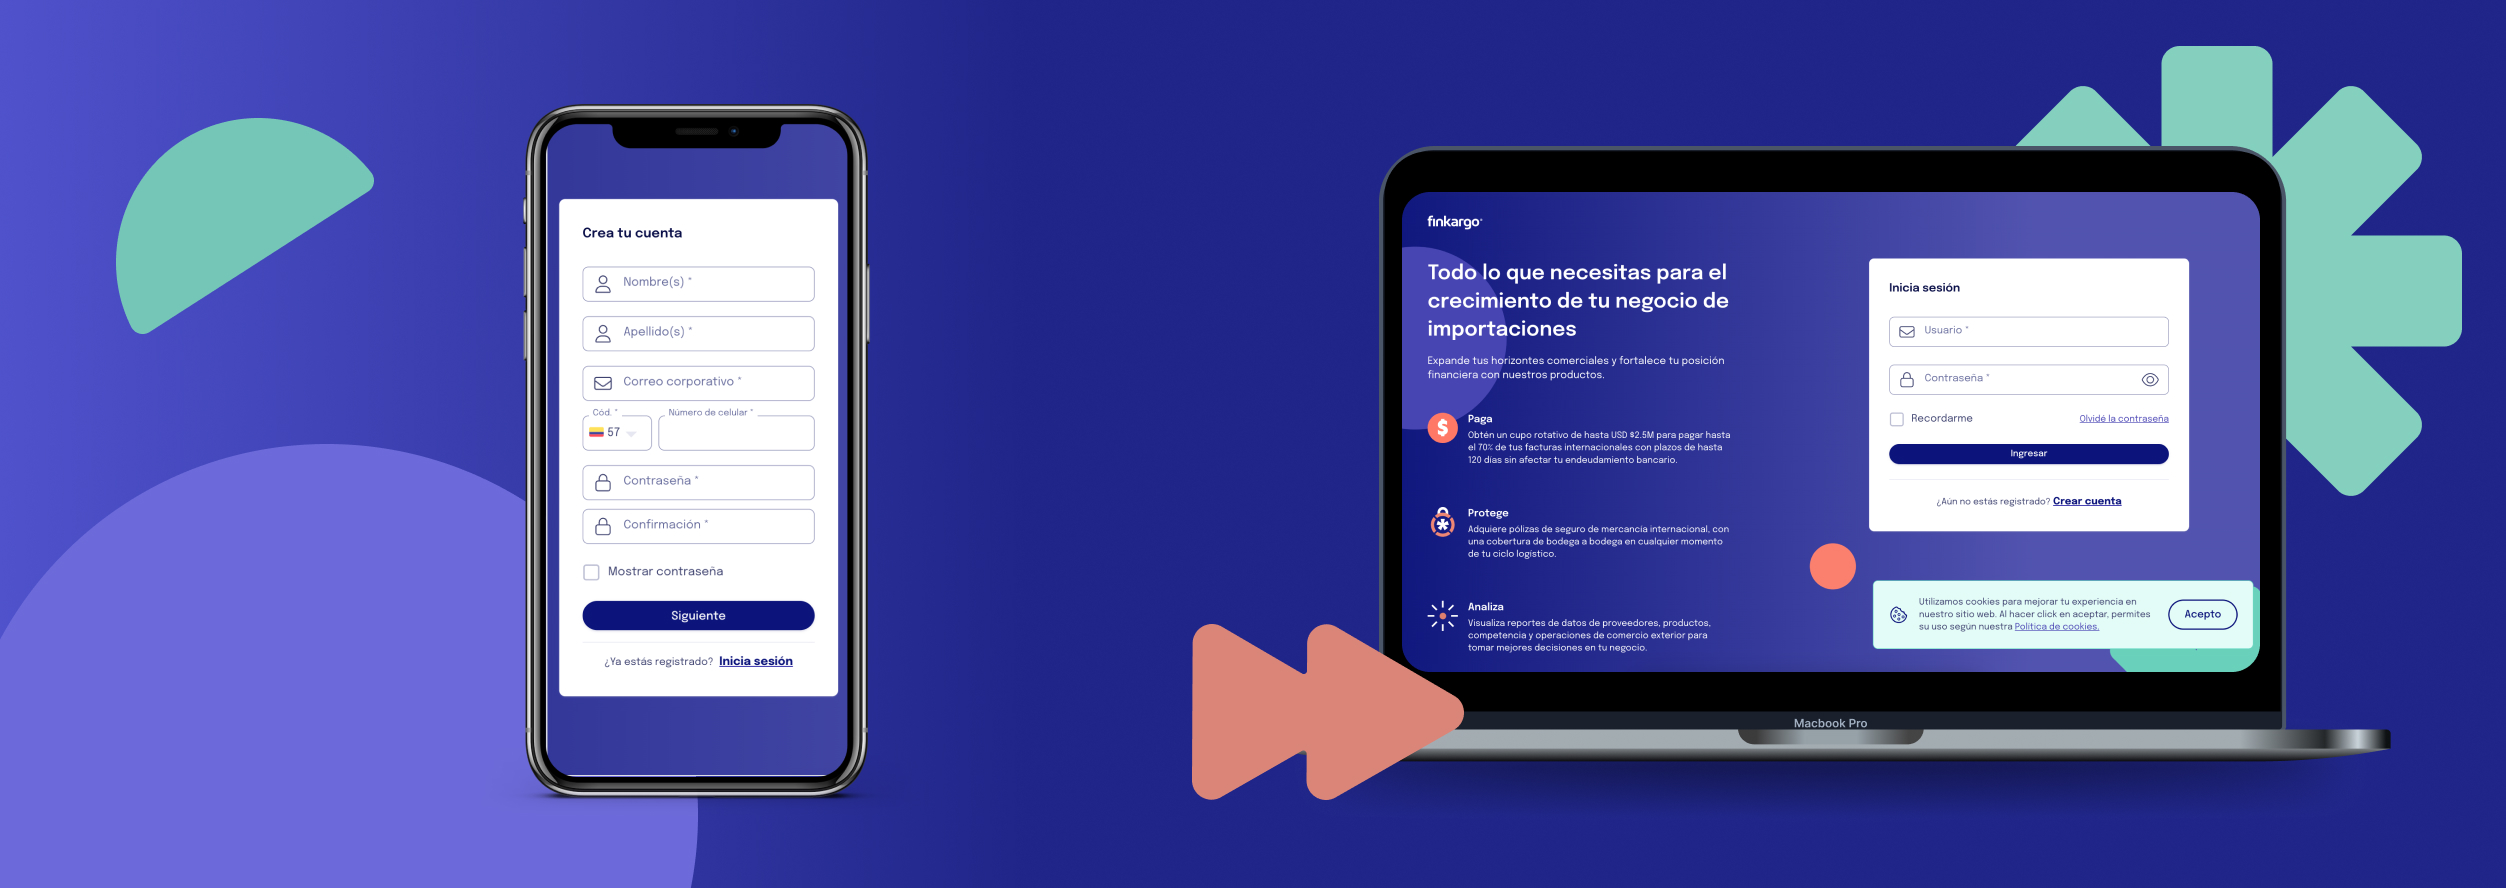 Crea tu cuenta
Nombre(s) *
Apellido(s) *
Correo corporativo *
Cód. *
Número de celular *
57
Contraseña *
Confirmación *
Mostrar contraseña
Siguiente
¿Ya estás registrado? Inicia sesión
finkargo
Todo lo que necesitas para el
crecimiento de tu negocio de
importaciones
Expande tus horizontes comerciales y fortalece tu posición
financiera con nuestros productos.
$
Paga
Obtén un cupo rotativo de hasta USD $2.5M para pagar hasta
el 70% de tus facturas internacionales con plazos de hasta
120 días sin afectar tu endeudamiento bancario.
Protege
Adquiere pólizas de seguro de mercancía internacional, con
una cobertura de bodega a bodega en cualquier momento
de tu ciclo logístico.
Analiza
Visualiza reportes de datos de proveedores, productos,
competencia y operaciones de comercio exterior para
tomar mejores decisiones en tu negocio.
Inicia sesión
Usuario *
Contraseña *
Recordarme
Olvidé la contraseña
Ingresar
¿Aún no estás registrado? Crear cuenta
Utilizamos cookies para mejorar tu experiencia en
nuestro sitio web. Al hacer click en aceptar, permites
su uso según nuestra Política de cookies.
Acepto
Macbook Pro